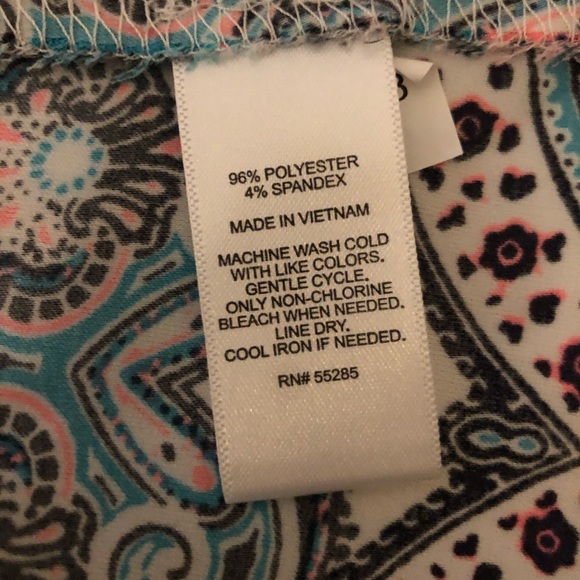 96% POLYESTER
4% SPANDEX
MADE IN VIETNAM
MACHINE WASH COLD
WITH LIKE COLORS.
GENTLE CYCLE.
ONLY NON-CHLORINE
BLEACH WHEN NEEDED.
LINE DRY.
COOL IRON IF NEEDED.
RN# 55285